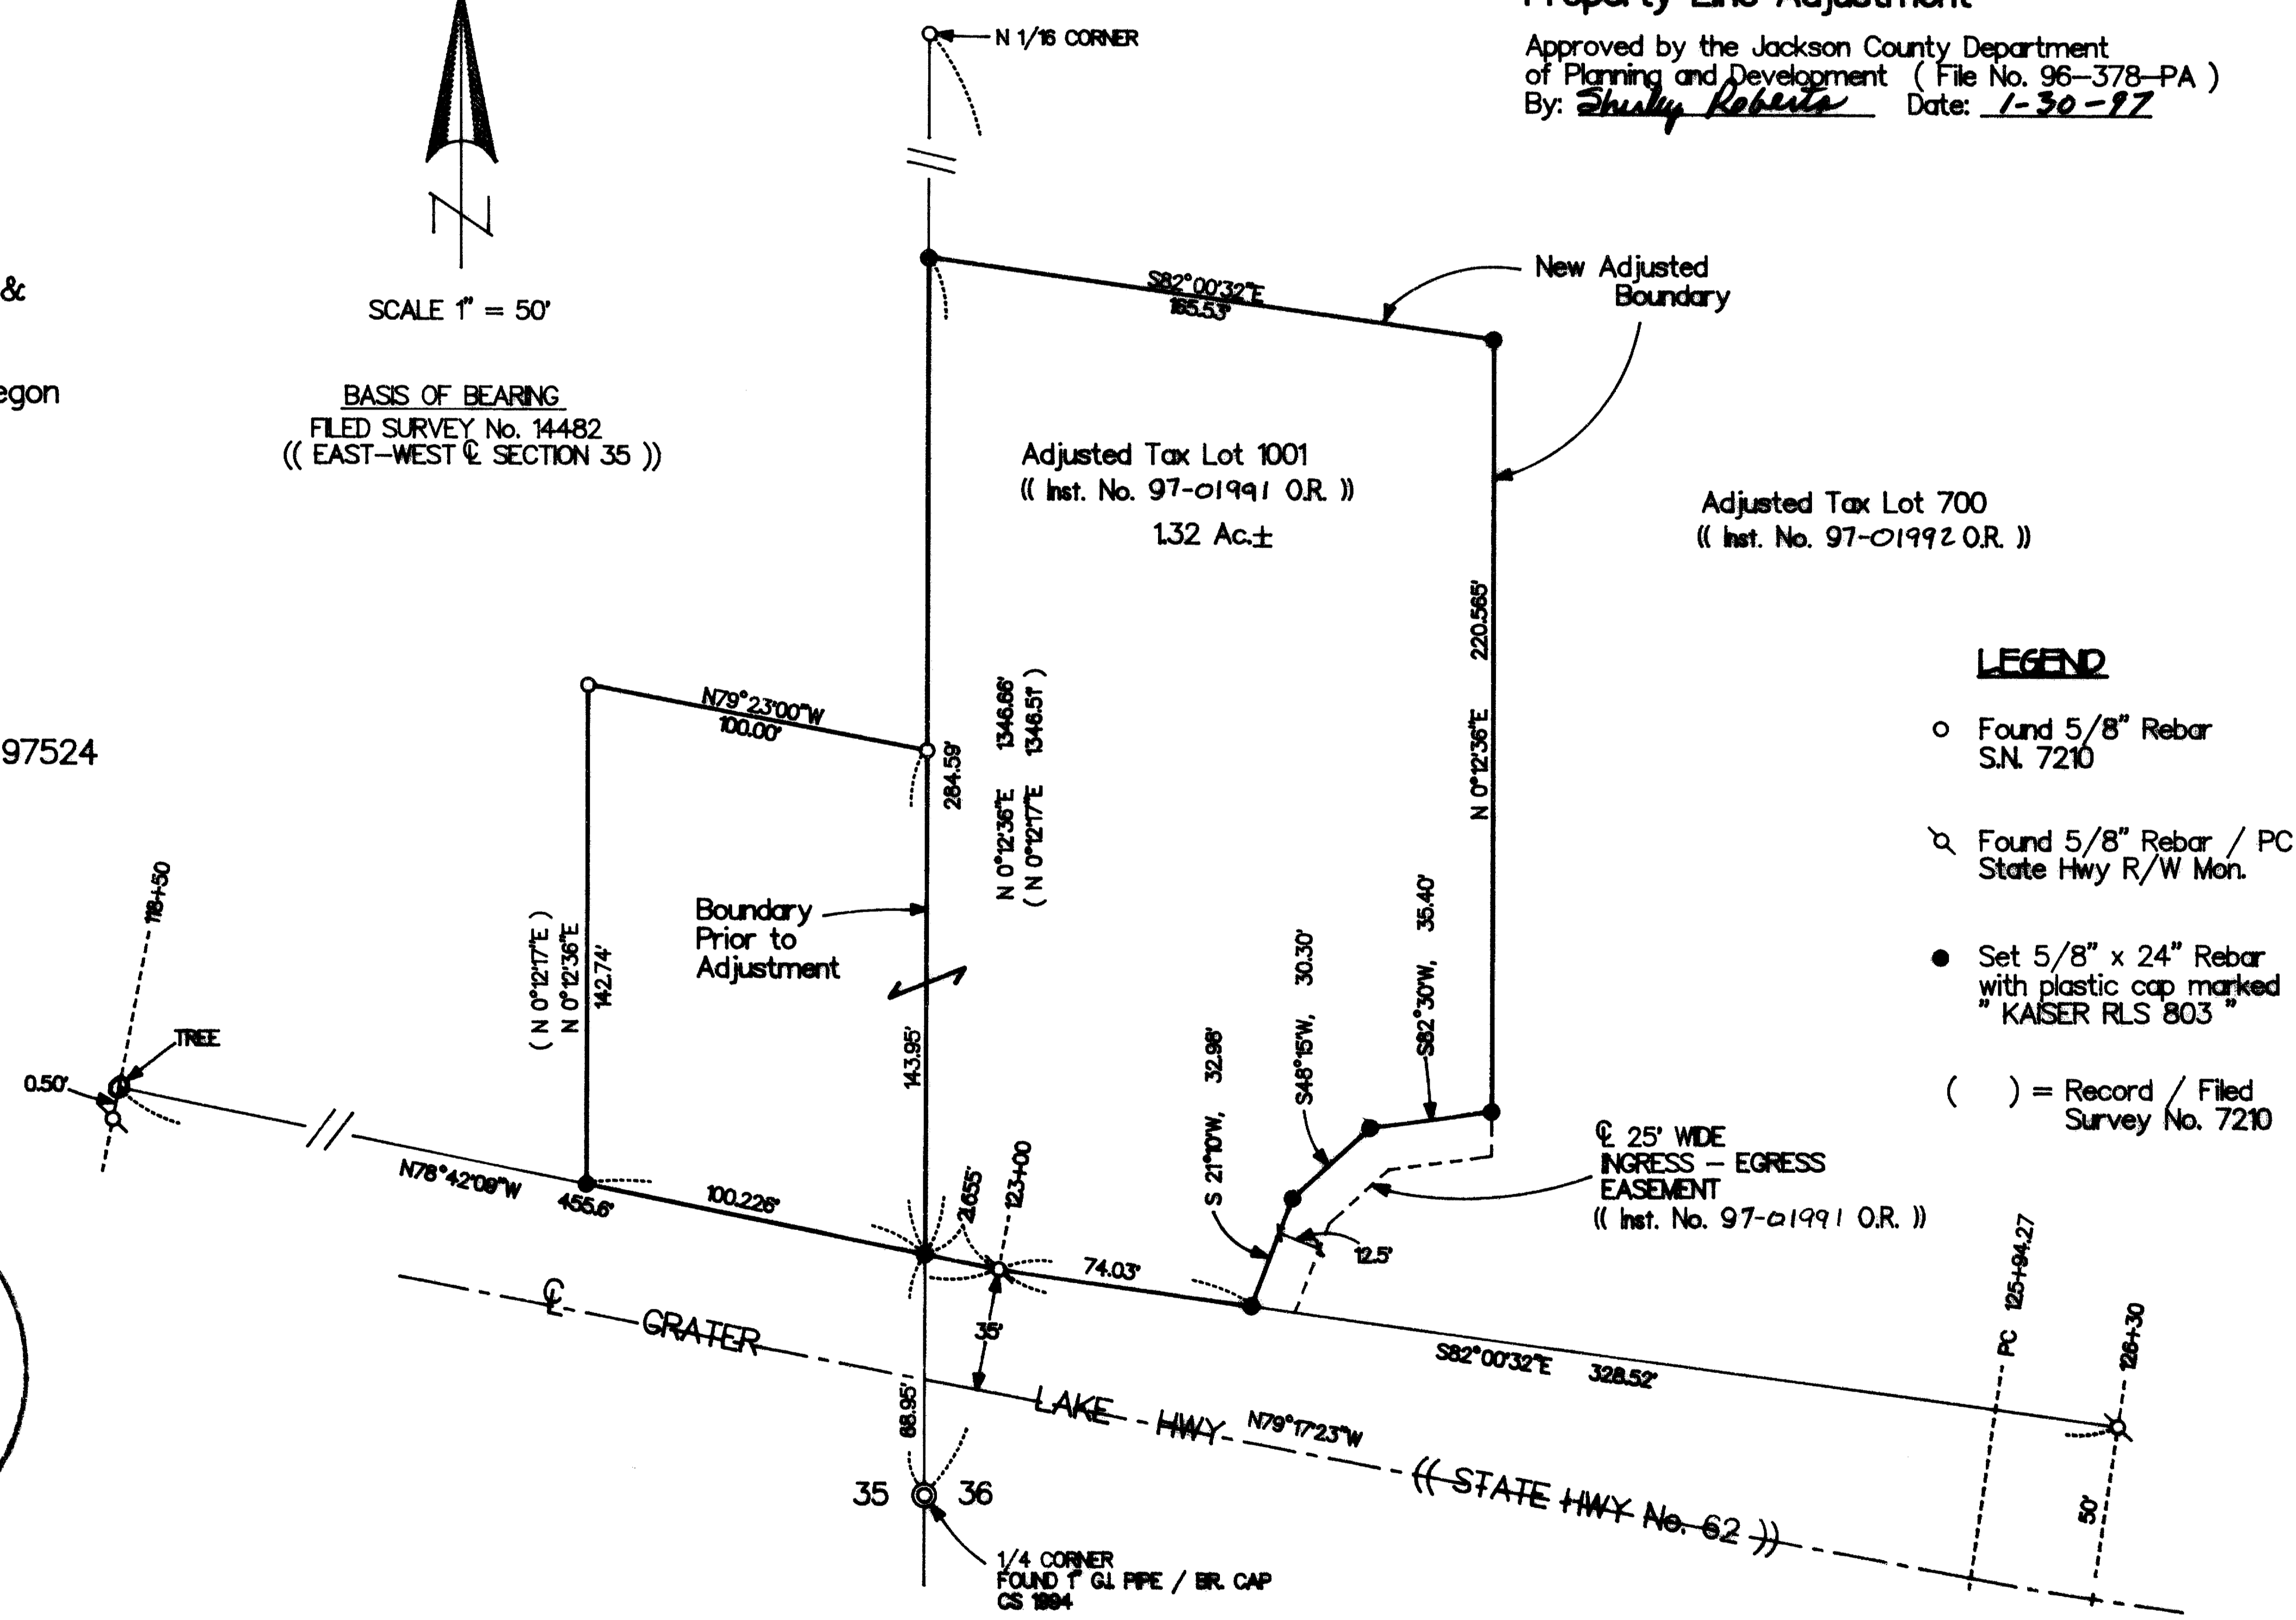 Property Line Adjustment
Approved by the Jackson County Department
of Planning and Development ( File No. 96-378-PA )
By: Shirley Roberts Date: 1-30-97
N 1/16 CORNER
N
SCALE 1" = 50'
&
egon
97524
BASIS OF BEARING
FILED SURVEY No. 14482
(( EAST-WEST ℄ SECTION 35 ))
S82°00'32"E
165.53'
New Adjusted
Boundary
Adjusted Tax Lot 1001
(( Inst. No. 97-01991 O.R. ))
1.32 Ac.±
Adjusted Tax Lot 700
(( Inst. No. 97-01992 O.R. ))
N 0°12'36"E 220.565'
N79°23'00"W
100.00'
284.59'
N 0°12'36"E 1346.66'
( N 0°12'17"E 1346.51' )
LEGEND
Found 5/8" Rebar
S.N. 7210
Found 5/8" Rebar / PC
State Hwy R/W Mon.
Set 5/8" x 24" Rebar
with plastic cap marked
" KAISER RLS 803 "
( ) = Record / Filed
Survey No. 7210
Boundary
Prior to
Adjustment
( N 0°12'17"E )
N 0°12'36"E
142.74'
143.95'
118+50
TREE
0.50'
N78°42'09"W
455.6'
100.226'
21.655'
123+00
74.03'
S 21°10'W, 32.96'
S48°15'W, 30.30'
S82°30'W, 35.40'
℄ 25' WIDE
INGRESS - EGRESS
EASEMENT
(( Inst. No. 97-01991 O.R. ))
12.5'
35'
68.95'
S82°00'32"E 328.52'
PC 125+94.27
126+30
50'
℄ CRATER LAKE HWY N79°17'23"W (( STATE HWY No. 62 ))
35 36
1/4 CORNER
FOUND 1" G.I. PIPE / BR. CAP
CS 1994